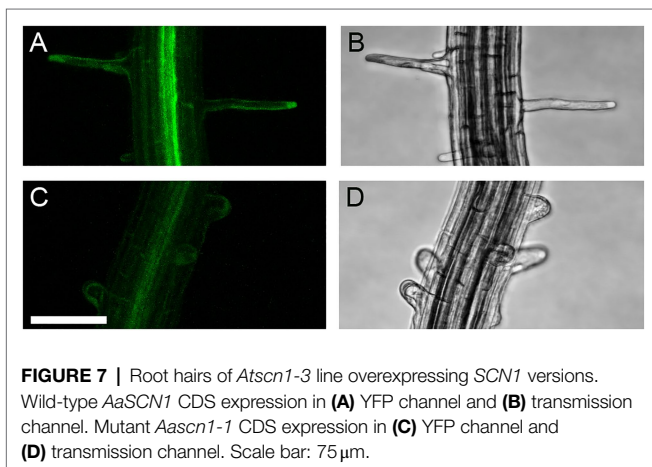 A
B
C
D
FIGURE 7 | Root hairs of Atscn1-3 line overexpressing SCN1 versions.
Wild-type AaSCN1 CDS expression in (A) YFP channel and (B) transmission
channel. Mutant Aascn1-1 CDS expression in (C) YFP channel and
(D) transmission channel. Scale bar: 75 μm.